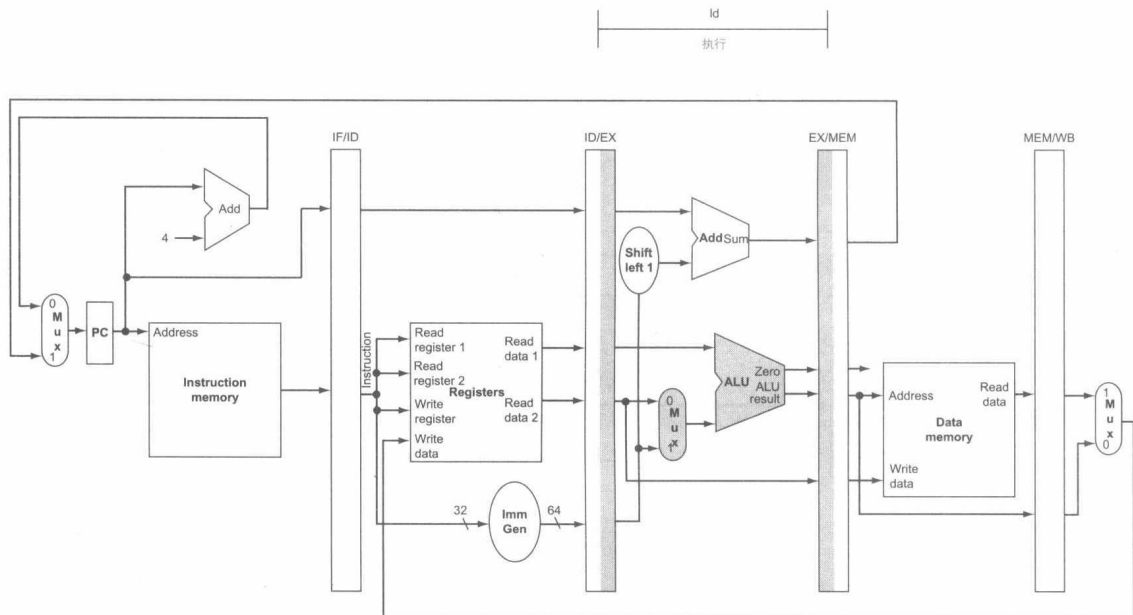 ld
执行
IF/ID
ID/EX
EX/MEM
MEM/WB
Add
4
Add Sum
Shift
left 1
0
M
u
x
1
PC
Address
Instruction
memory
Instruction
Read
register 1
Read
register 2
Registers
Write
register
Write
data
Read
data 1
Read
data 2
0
M
u
x
1
ALU
Zero
ALU
result
Address
Read
data
Data
memory
Write
data
1
M
u
x
0
32
Imm
Gen
64